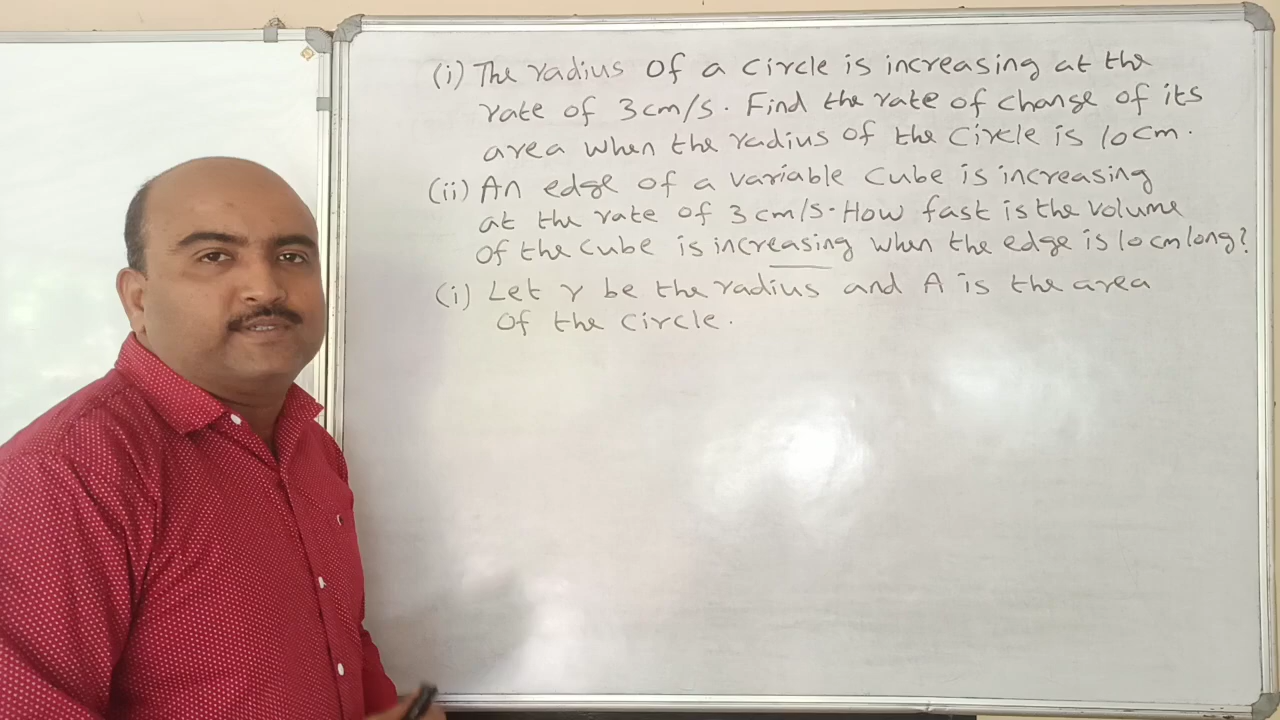 (i) The radius of a circle is increasing at the
rate of 3cm/s. Find the rate of change of its
area when the radius of the circle is 10cm.
(ii) An edge of a variable cube is increasing
at the rate of 3cm/s. How fast is the volume
of the cube is increasing when the edge is 10cm long?
(i) Let r be the radius and A is the area
of the circle.